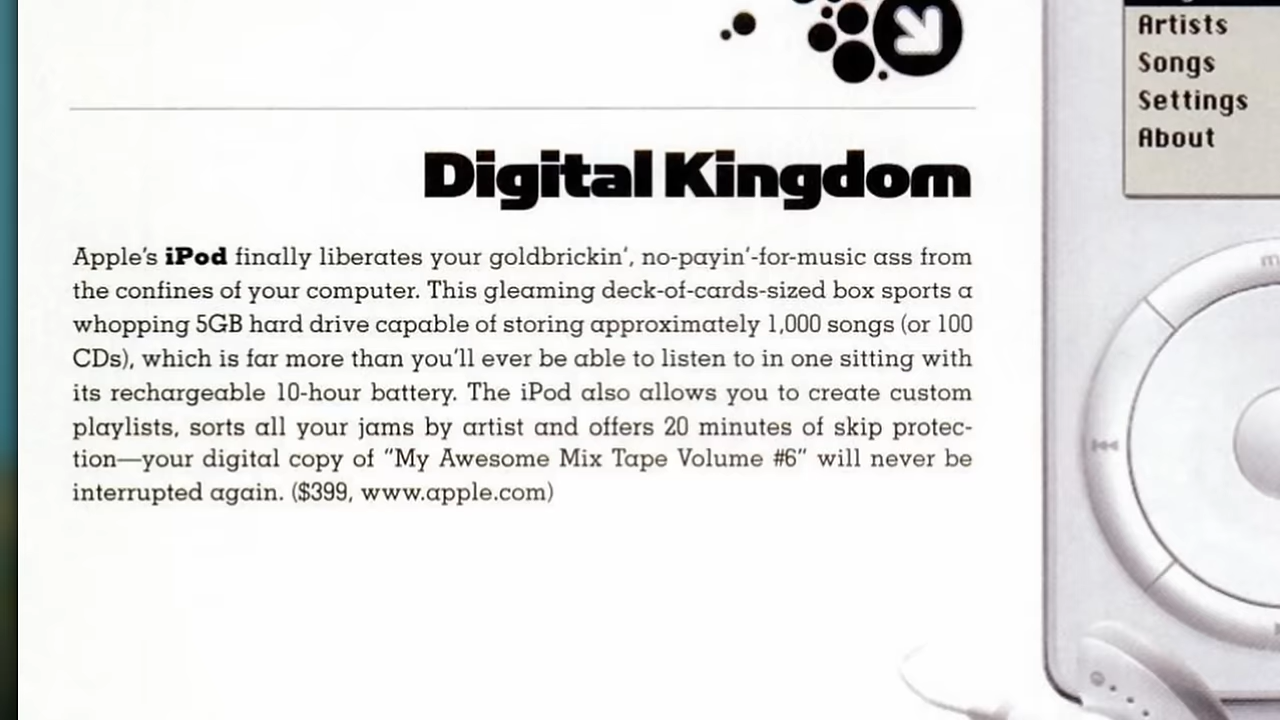 Artists
Songs
Settings
About
Digital Kingdom
Apple's iPod finally liberates your goldbrickin', no-payin'-for-music ass from
the confines of your computer. This gleaming deck-of-cards-sized box sports a
whopping 5GB hard drive capable of storing approximately 1,000 songs (or 100
CDs), which is far more than you'll ever be able to listen to in one sitting with
its rechargeable 10-hour battery. The iPod also allows you to create custom
playlists, sorts all your jams by artist and offers 20 minutes of skip protec-
tion—your digital copy of "My Awesome Mix Tape Volume #6" will never be
interrupted again. ($399, www.apple.com)